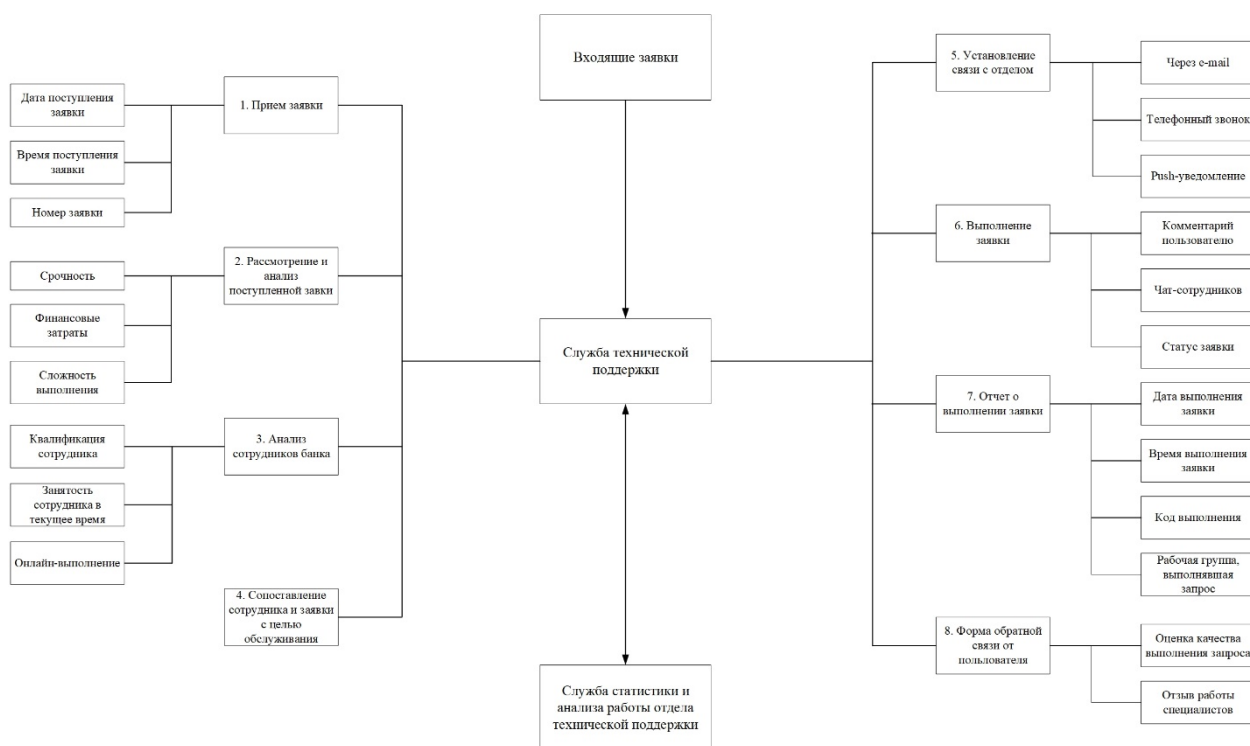 Входящие заявки
Дата поступления
заявки
Время поступления
заявки
Номер заявки
1. Прием заявки
Срочность
Финансовые
затраты
Сложность
выполнения
2. Рассмотрение и
анализ
поступленной завки
Квалификация
сотрудника
Занятость
сотрудника в
текущее время
Онлайн-выполнение
3. Анализ
сотрудников банка
4. Сопоставление
сотрудника и заявки
с целью
обслуживания
Служба технической
поддержки
Служба статистики и
анализа работы отдела
технической поддержки
5. Установление
связи с отделом
Через e-mail
Телефонный звонок
Push-уведомление
6. Выполнение
заявки
Комментарий
пользователю
Чат-сотрудников
Статус заявки
7. Отчет о
выполнении заявки
Дата выполнения
заявки
Время выполнения
заявки
Код выполнения
Рабочая группа,
выполнявшая
запрос
8. Форма обратной
связи от
пользователя
Оценка качества
выполнения запроса
Отзыв работы
специалистов